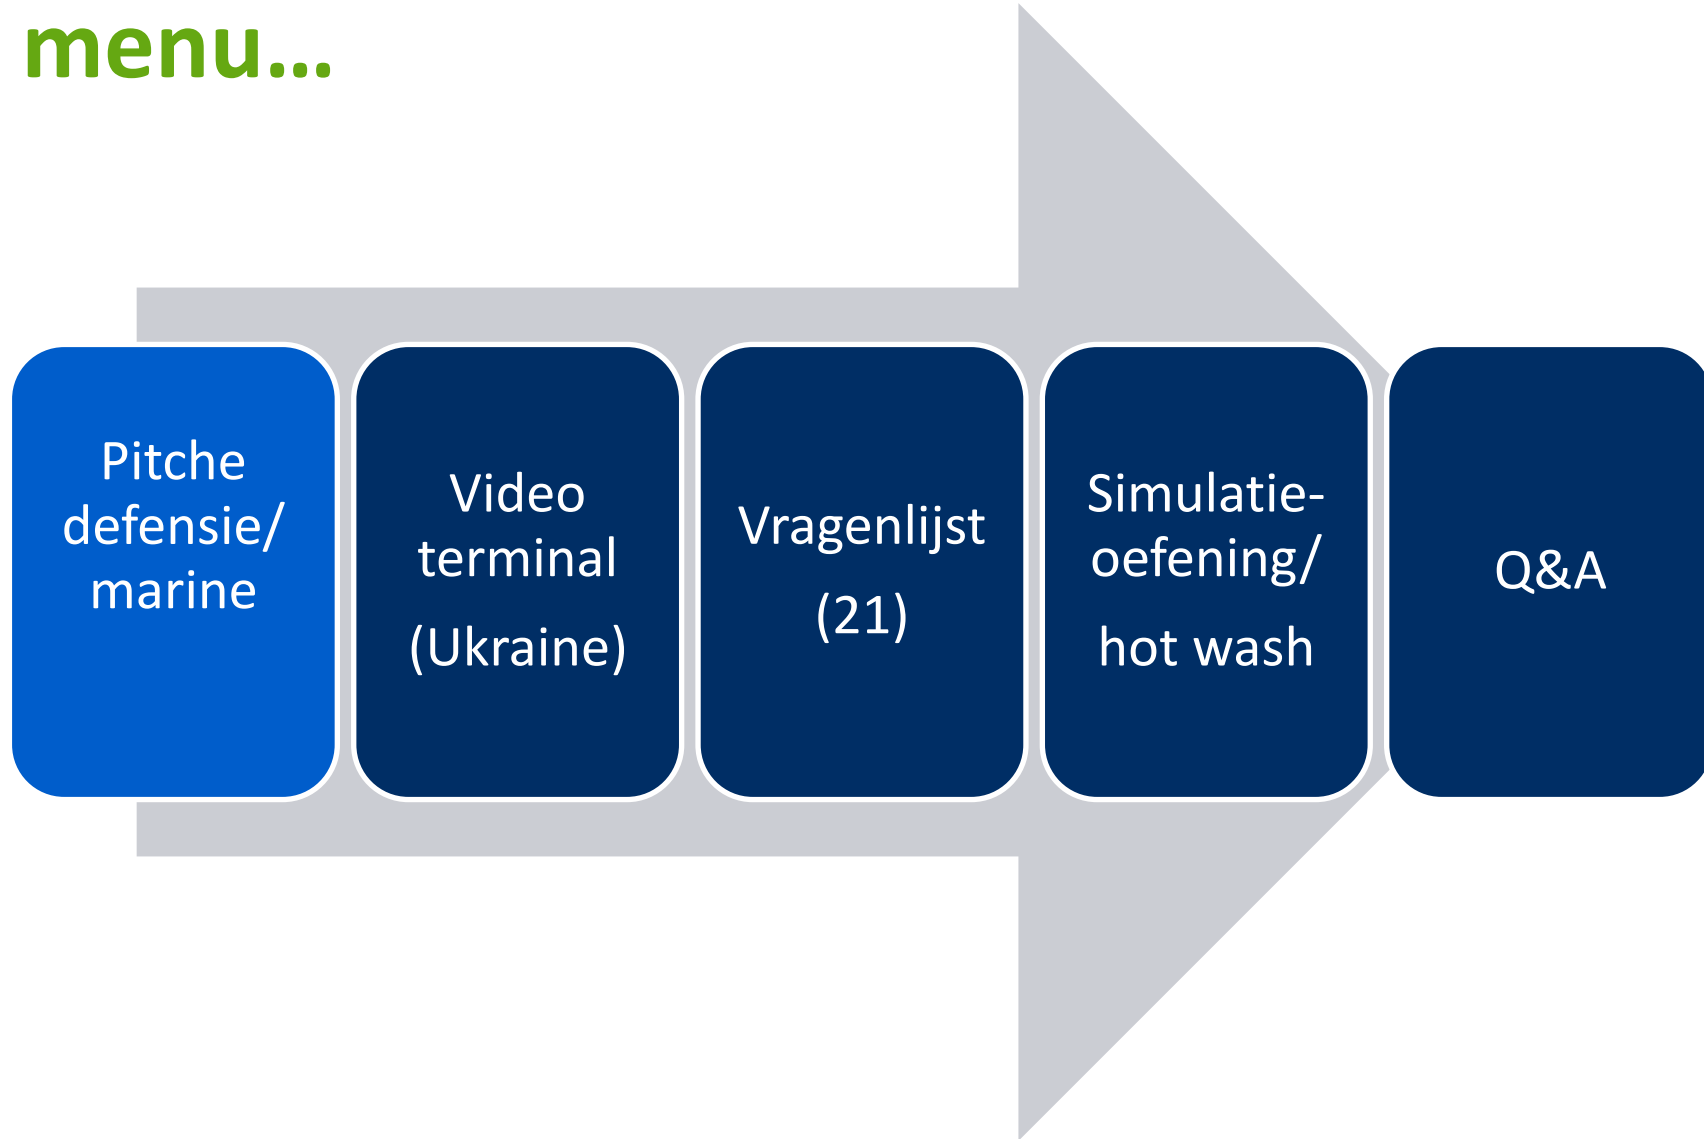 menu...
Pitche
defensie/
marine
Video
terminal
(Ukraine)
Vragenlijst
(21)
Simulatie-
oefening/
hot wash
Q&A